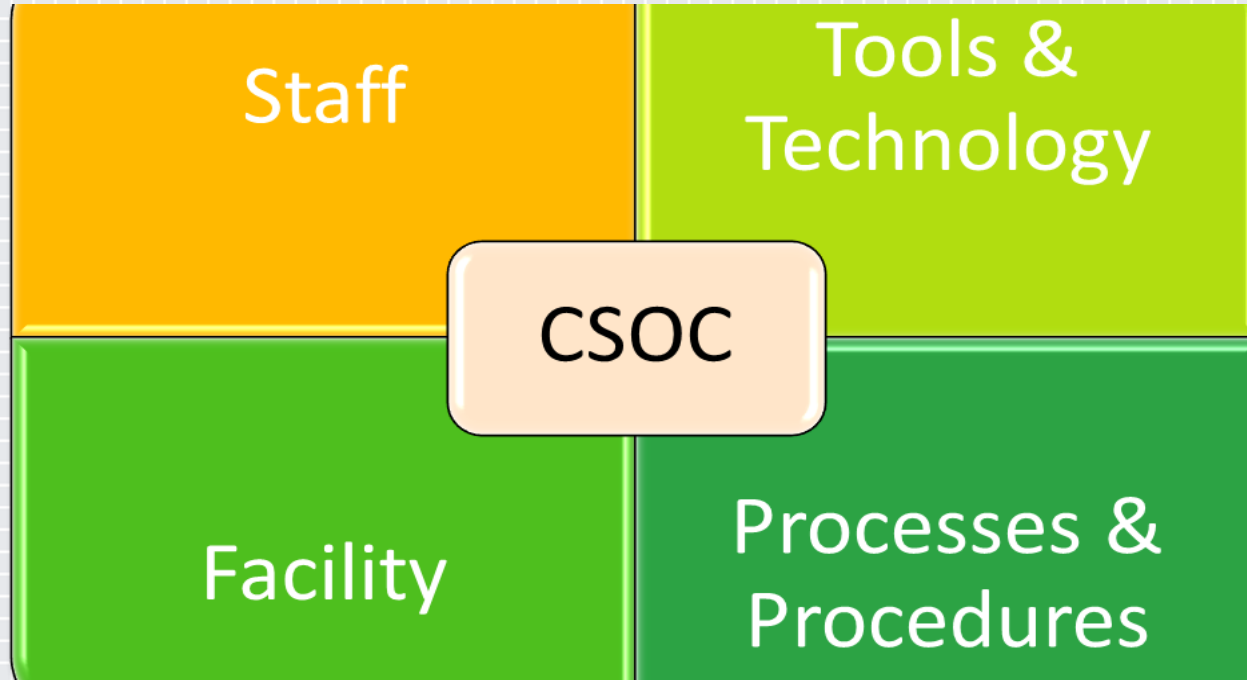 Staff
Tools &
Technology
CSOC
Facility
Processes &
Procedures